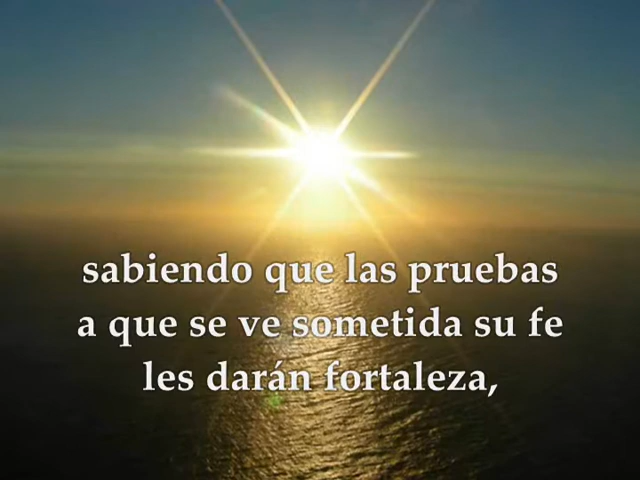 sabiendo que las pruebas
a que se ve sometida su fe
les darán fortaleza,